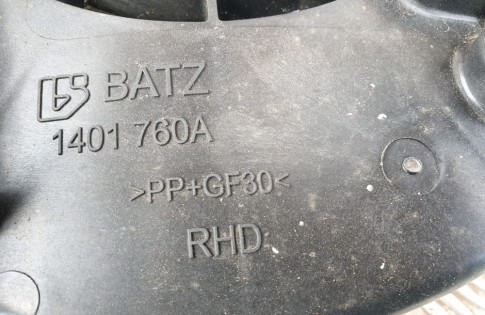 BATZ
1401 760A
>PP+GF30<
RHD